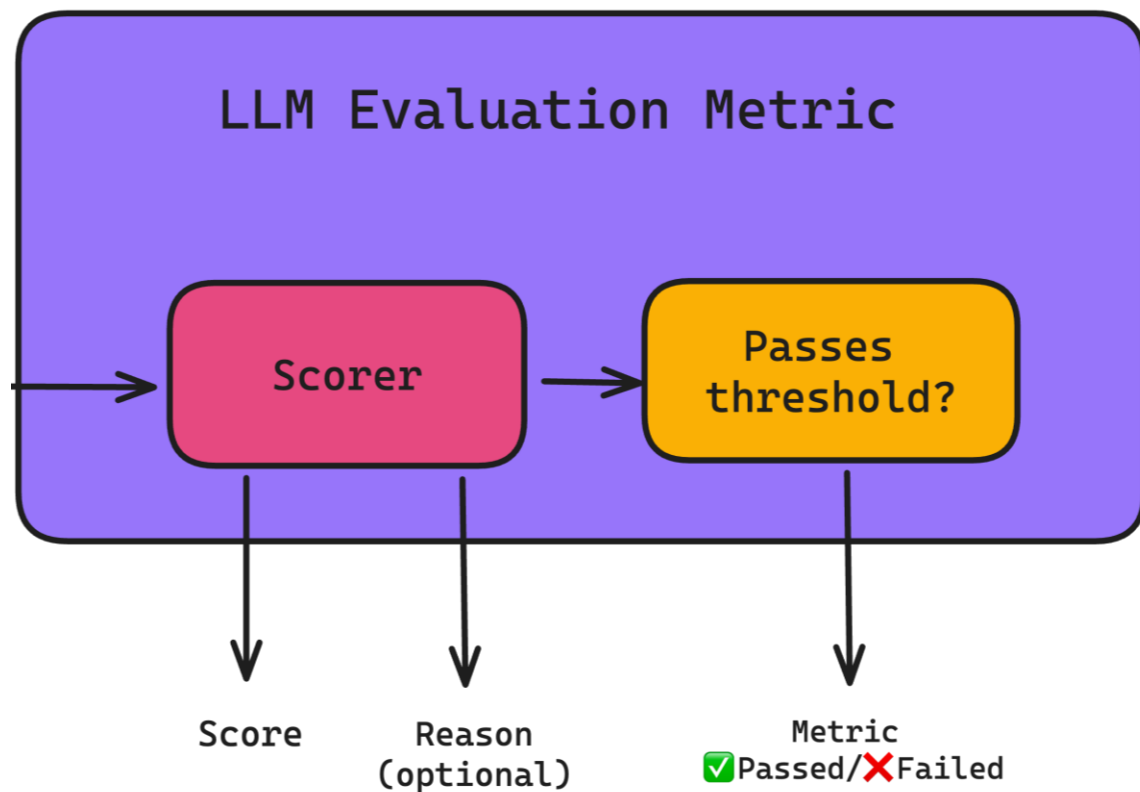 LLM Evaluation Metric
Scorer
Passes
threshold?
Score
Reason
(optional)
Metric
✅Passed/❌Failed